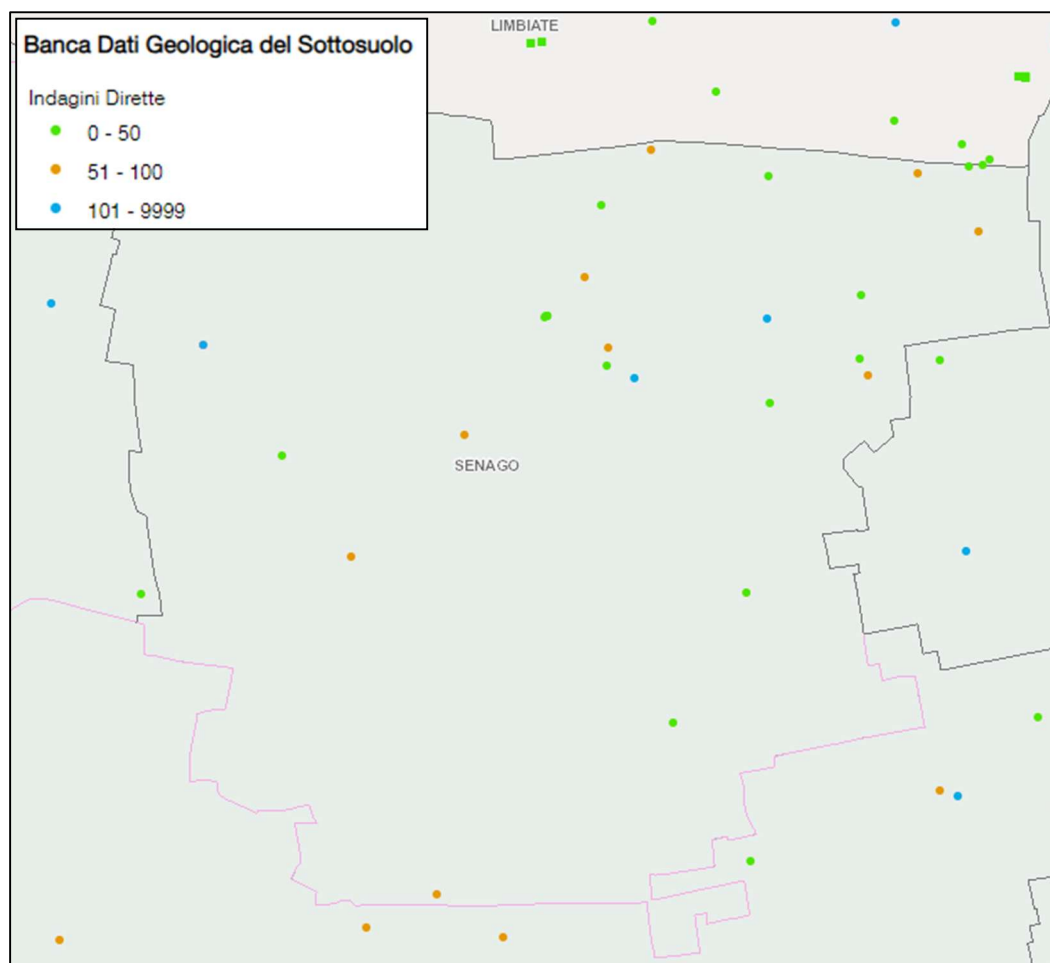 LIMBIATE
Banca Dati Geologica del Sottosuolo
Indagini Dirette
0 - 50
51 - 100
101 - 9999
SENAGO